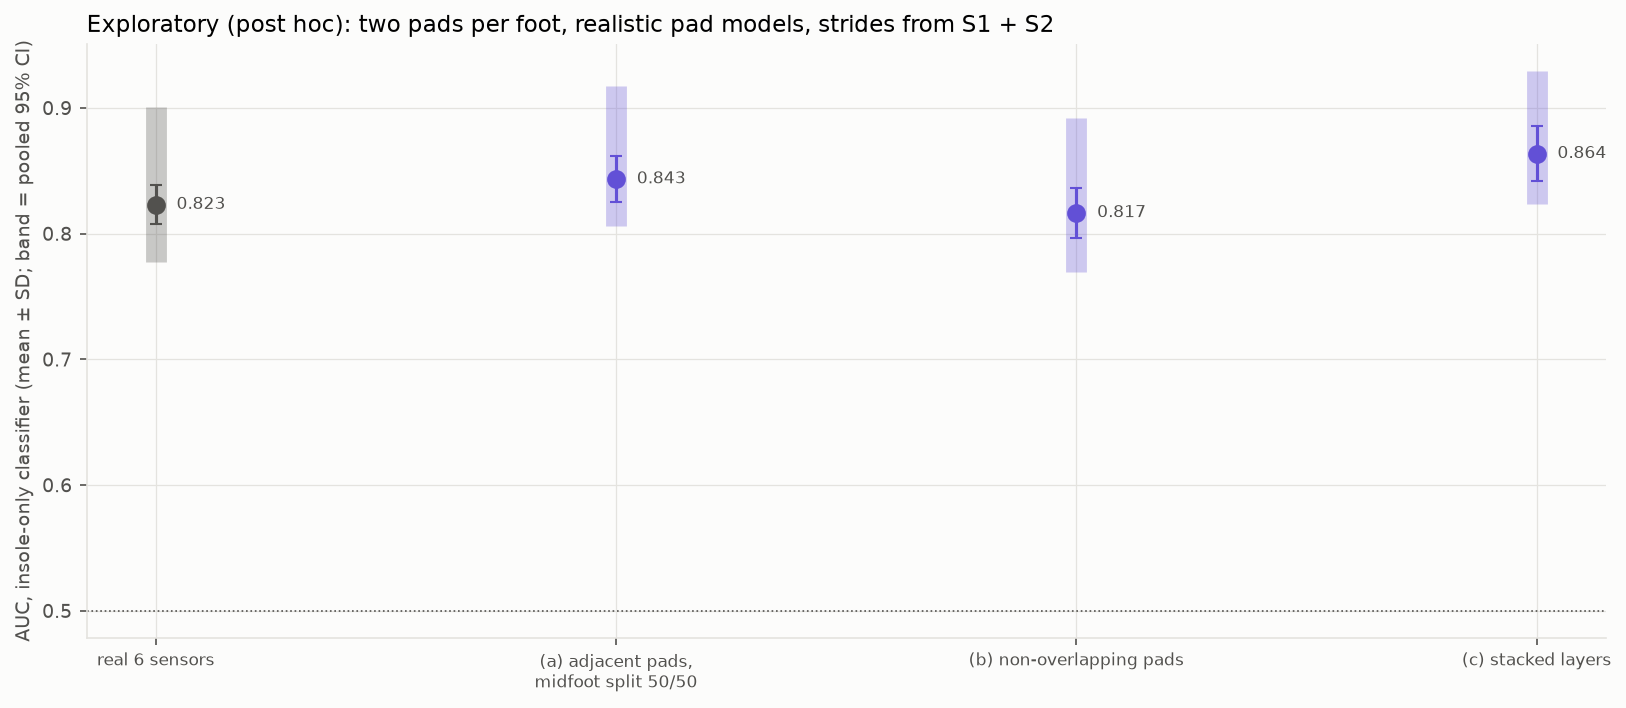 Exploratory (post hoc): two pads per foot, realistic pad models, strides from S1 + S2
AUC, insole-only classifier (mean ± SD; band = pooled 95% CI)
0.9
0.8
0.7
0.6
0.5
0.823
0.843
0.817
0.864
real 6 sensors
(a) adjacent pads,
midfoot split 50/50
(b) non-overlapping pads
(c) stacked layers